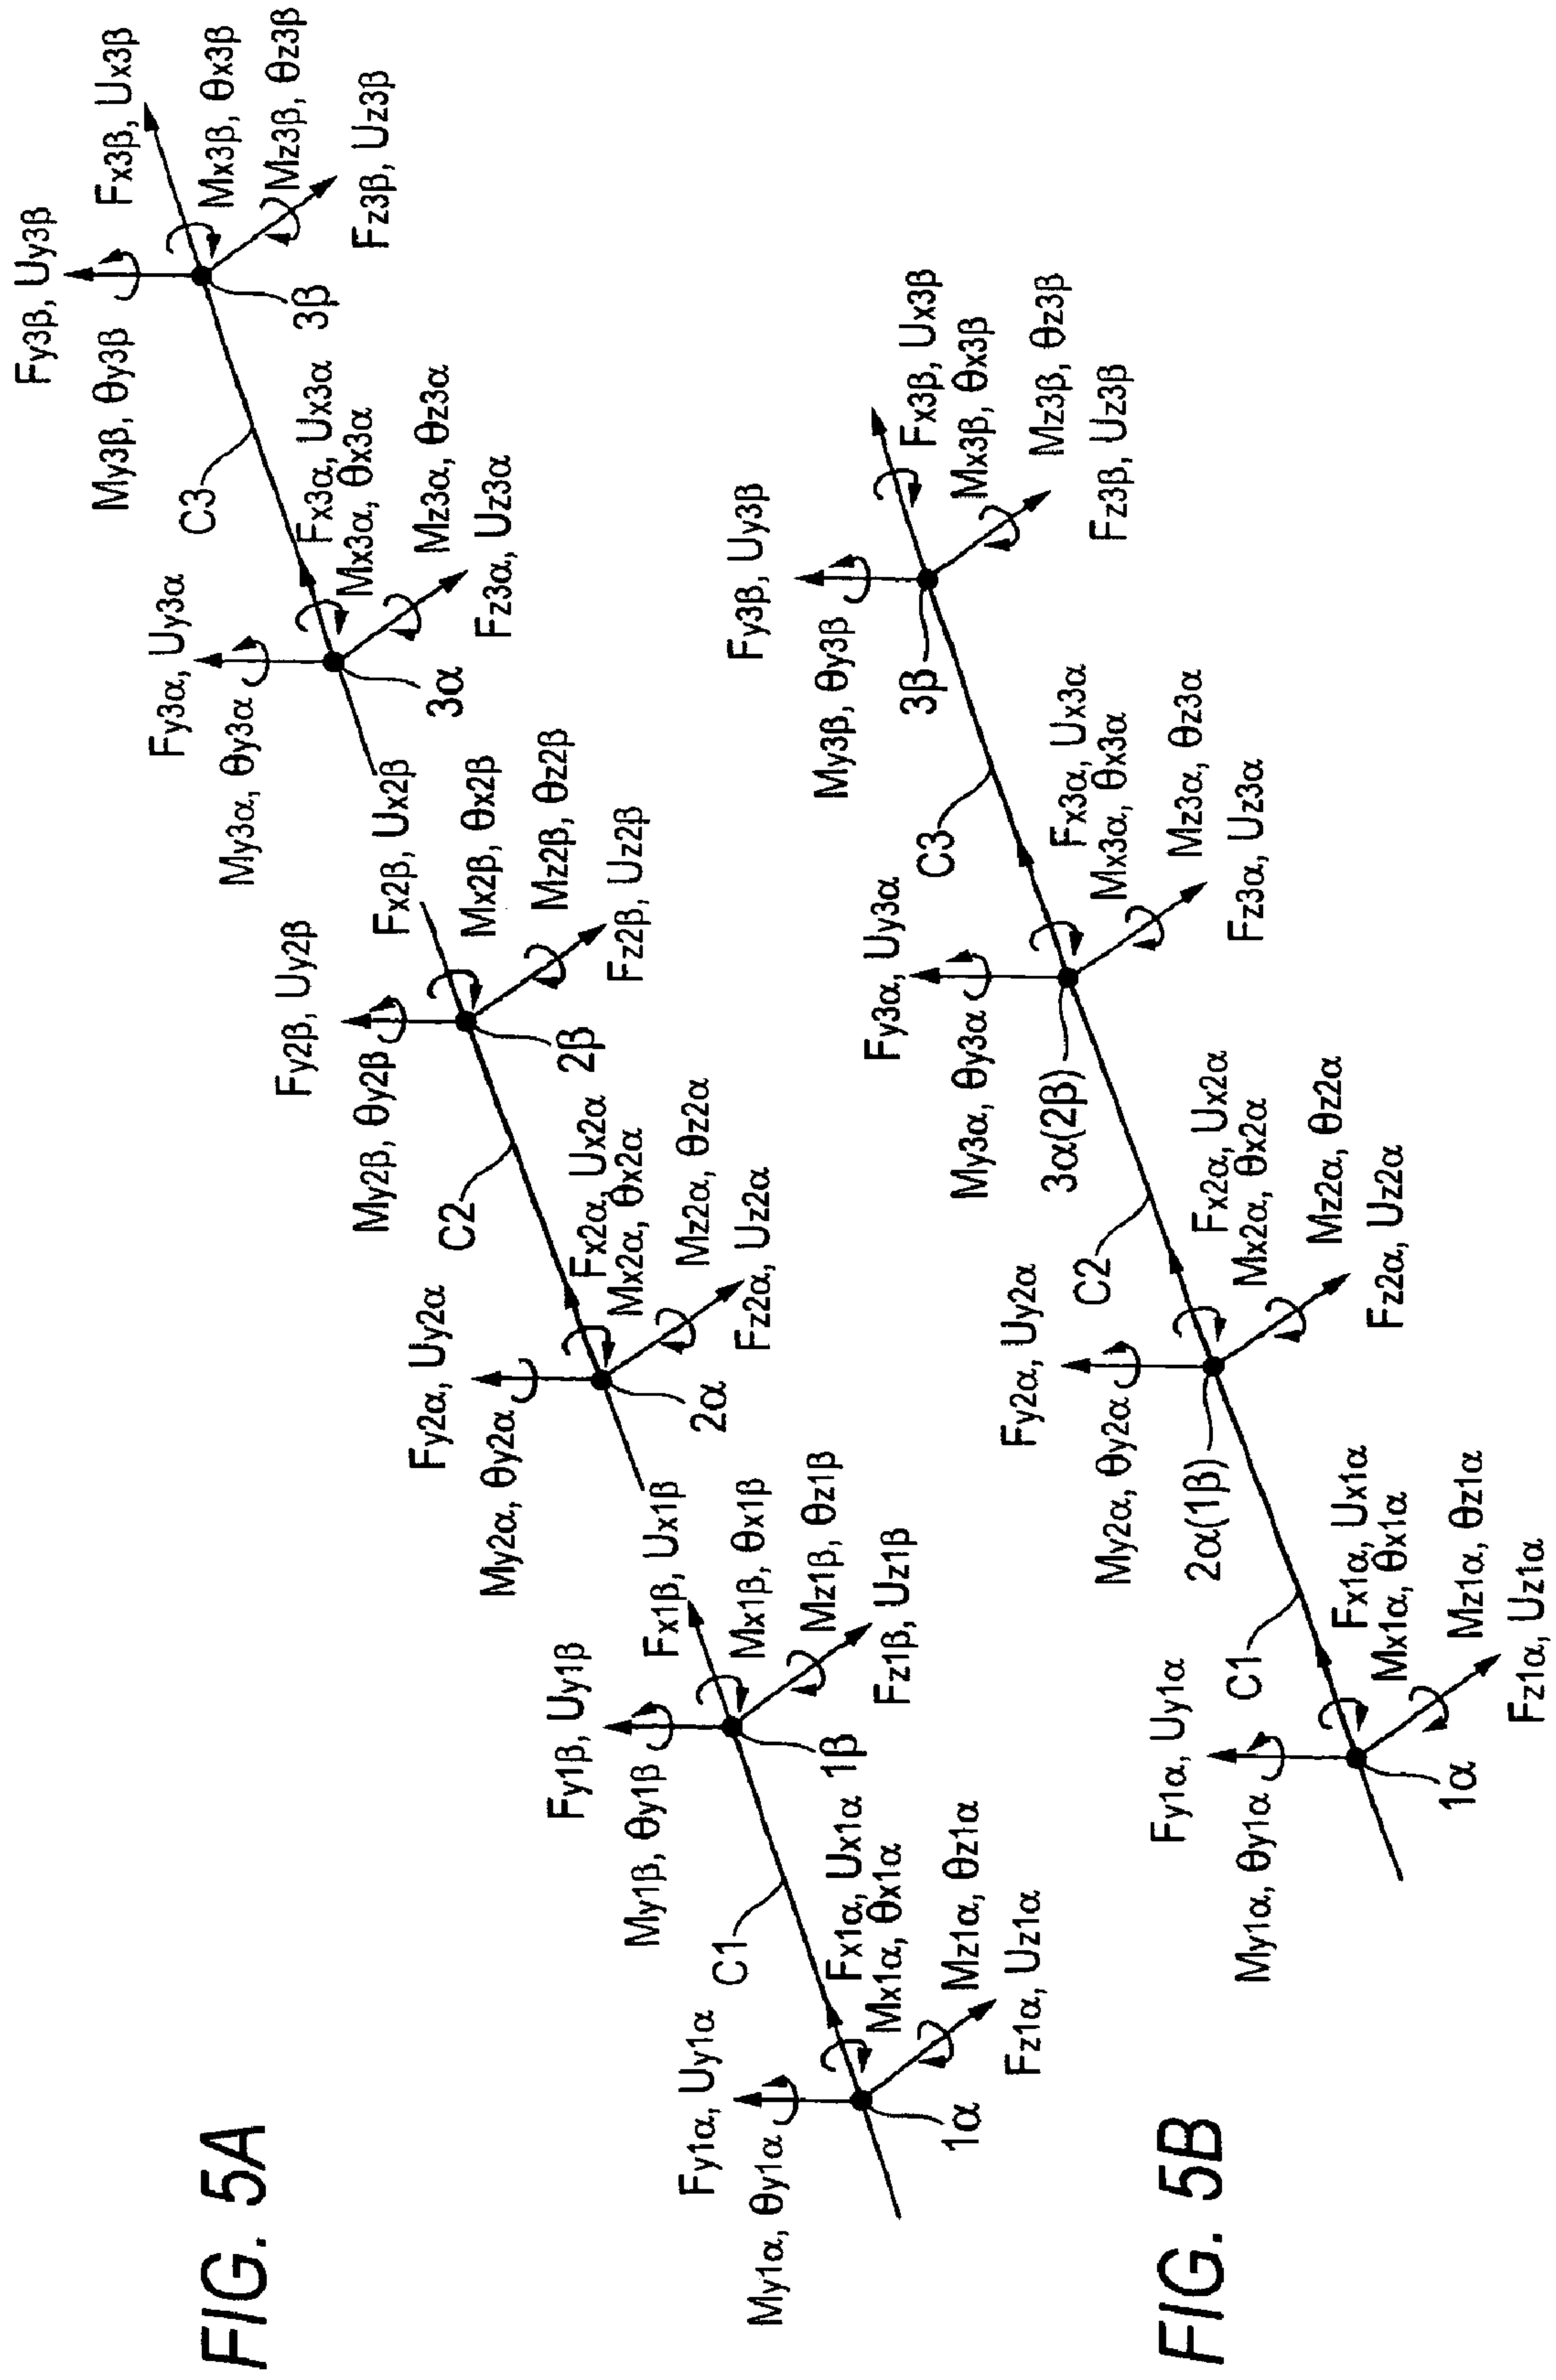 FIG. 5A
Fy1α, Uy1α
My1α, θy1α
1α
Fx1α, Ux1α
Mx1α, θx1α
Mz1α, θz1α
Fz1α, Uz1α
C1
Fy1β, Uy1β
My1β, θy1β
1β
Fx1β, Ux1β
Mx1β, θx1β
Mz1β, θz1β
Fz1β, Uz1β
Fy2α, Uy2α
My2α, θy2α
2α
Fx2α, Ux2α
Mx2α, θx2α
Mz2α, θz2α
Fz2α, Uz2α
C2
Fy2β, Uy2β
My2β, θy2β
2β
Fx2β, Ux2β
Mx2β, θx2β
Mz2β, θz2β
Fz2β, Uz2β
Fy3α, Uy3α
My3α, θy3α
3α
Fx3α, Ux3α
Mx3α, θx3α
Mz3α, θz3α
Fz3α, Uz3α
C3
Fy3β, Uy3β
My3β, θy3β
3β
Fx3β, Ux3β
Mx3β, θx3β
Mz3β, θz3β
Fz3β, Uz3β
FIG. 5B
Fy1α, Uy1α
My1α, θy1α
1α
Fx1α, Ux1α
Mx1α, θx1α
Mz1α, θz1α
Fz1α, Uz1α
C1
Fy2α, Uy2α
My2α, θy2α
2α(1β)
Fx2α, Ux2α
Mx2α, θx2α
Mz2α, θz2α
Fz2α, Uz2α
C2
Fy3α, Uy3α
My3α, θy3α
3α(2β)
Fx3α, Ux3α
Mx3α, θx3α
Mz3α, θz3α
Fz3α, Uz3α
C3
Fy3β, Uy3β
My3β, θy3β
3β
Fx3β, Ux3β
Mx3β, θx3β
Mz3β, θz3β
Fz3β, Uz3β